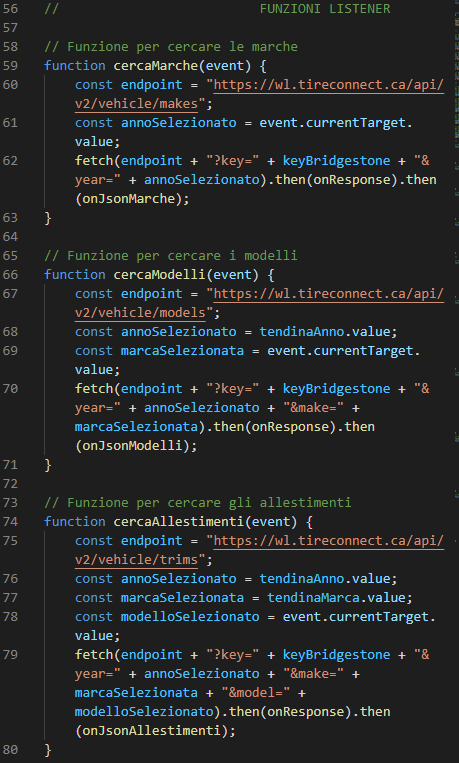 56 // FUNZIONI LISTENER
57
58 // Funzione per cercare le marche
59 function cercaMarche(event) {
60 const endpoint = "https://wl.tireconnect.ca/api/
v2/vehicle/makes";
61 const annoSelezionato = event.currentTarget.
value;
62 fetch(endpoint + "?key=" + keyBridgestone + "&
year=" + annoSelezionato).then(onResponse).then
(onJsonMarche);
63 }
64
65 // Funzione per cercare i modelli
66 function cercaModelli(event) {
67 const endpoint = "https://wl.tireconnect.ca/api/
v2/vehicle/models";
68 const annoSelezionato = tendinaAnno.value;
69 const marcaSelezionata = event.currentTarget.
value;
70 fetch(endpoint + "?key=" + keyBridgestone + "&
year=" + annoSelezionato + "&make=" +
marcaSelezionata).then(onResponse).then
(onJsonModelli);
71 }
72
73 // Funzione per cercare gli allestimenti
74 function cercaAllestimenti(event) {
75 const endpoint = "https://wl.tireconnect.ca/api/
v2/vehicle/trims";
76 const annoSelezionato = tendinaAnno.value;
77 const marcaSelezionata = tendinaMarca.value;
78 const modelloSelezionato = event.currentTarget.
value;
79 fetch(endpoint + "?key=" + keyBridgestone + "&
year=" + annoSelezionato + "&make=" +
marcaSelezionata + "&model=" +
modelloSelezionato).then(onResponse).then
(onJsonAllestimenti);
80 }